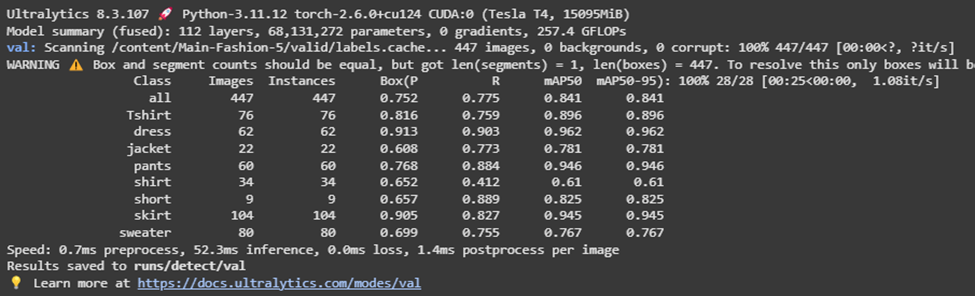 Ultralytics 8.3.107 🚀 Python-3.11.12 torch-2.6.0+cu124 CUDA:0 (Tesla T4, 15095MiB)
Model summary (fused): 112 layers, 68,131,272 parameters, 0 gradients, 257.4 GFLOPs
val: Scanning /content/Main-Fashion-5/valid/labels.cache... 447 images, 0 backgrounds, 0 corrupt: 100% 447/447 [00:00<?, ?it/s]
WARNING ⚠️ Box and segment counts should be equal, but got len(segments) = 1, len(boxes) = 447. To resolve this only boxes will be
Class Images Instances Box(P R mAP50 mAP50-95): 100% 28/28 [00:25<00:00, 1.08it/s]
all 447 447 0.752 0.775 0.841 0.841
Tshirt 76 76 0.816 0.759 0.896 0.896
dress 62 62 0.913 0.903 0.962 0.962
jacket 22 22 0.608 0.773 0.781 0.781
pants 60 60 0.768 0.884 0.946 0.946
shirt 34 34 0.652 0.412 0.61 0.61
short 9 9 0.657 0.889 0.825 0.825
skirt 104 104 0.905 0.827 0.945 0.945
sweater 80 80 0.699 0.755 0.767 0.767
Speed: 0.7ms preprocess, 52.3ms inference, 0.0ms loss, 1.4ms postprocess per image
Results saved to runs/detect/val
💡 Learn more at https://docs.ultralytics.com/modes/val